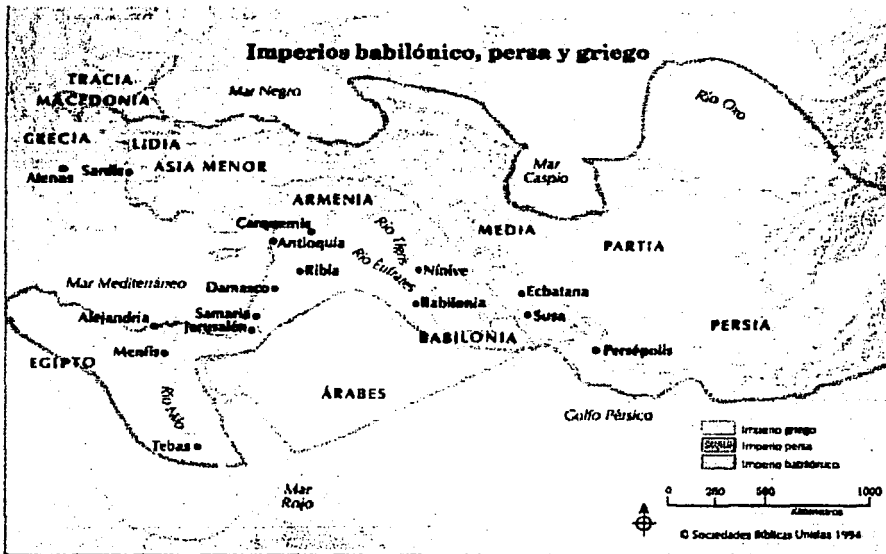 Imperios babilónico, persa y griego
TRACIA
MACEDONIA
Mar Negro
Río Oxo
GRECIA
LIDIA
Atenas
Sardis
ASIA MENOR
Mar
Caspio
ARMENIA
Carquemis
Antioquía
Río Tigris
MEDIA
PARTIA
Ribla
Río Eufrates
Nínive
Mar Mediterráneo
Damasco
Ecbatana
Alejandría
Samaria
Jerusalón
Babilonia
Susa
PERSIA
BABILONIA
EGIPTO
Menfis
Persépolis
Río Nilo
ÁRABES
Golfo Pérsico
Tebas
Imperio griego
Imperio persa
Imperio babilónico
Mar
Rojo
0 250 500 1000
Kilómetros
© Sociedades Bíblicas Unidas 1994